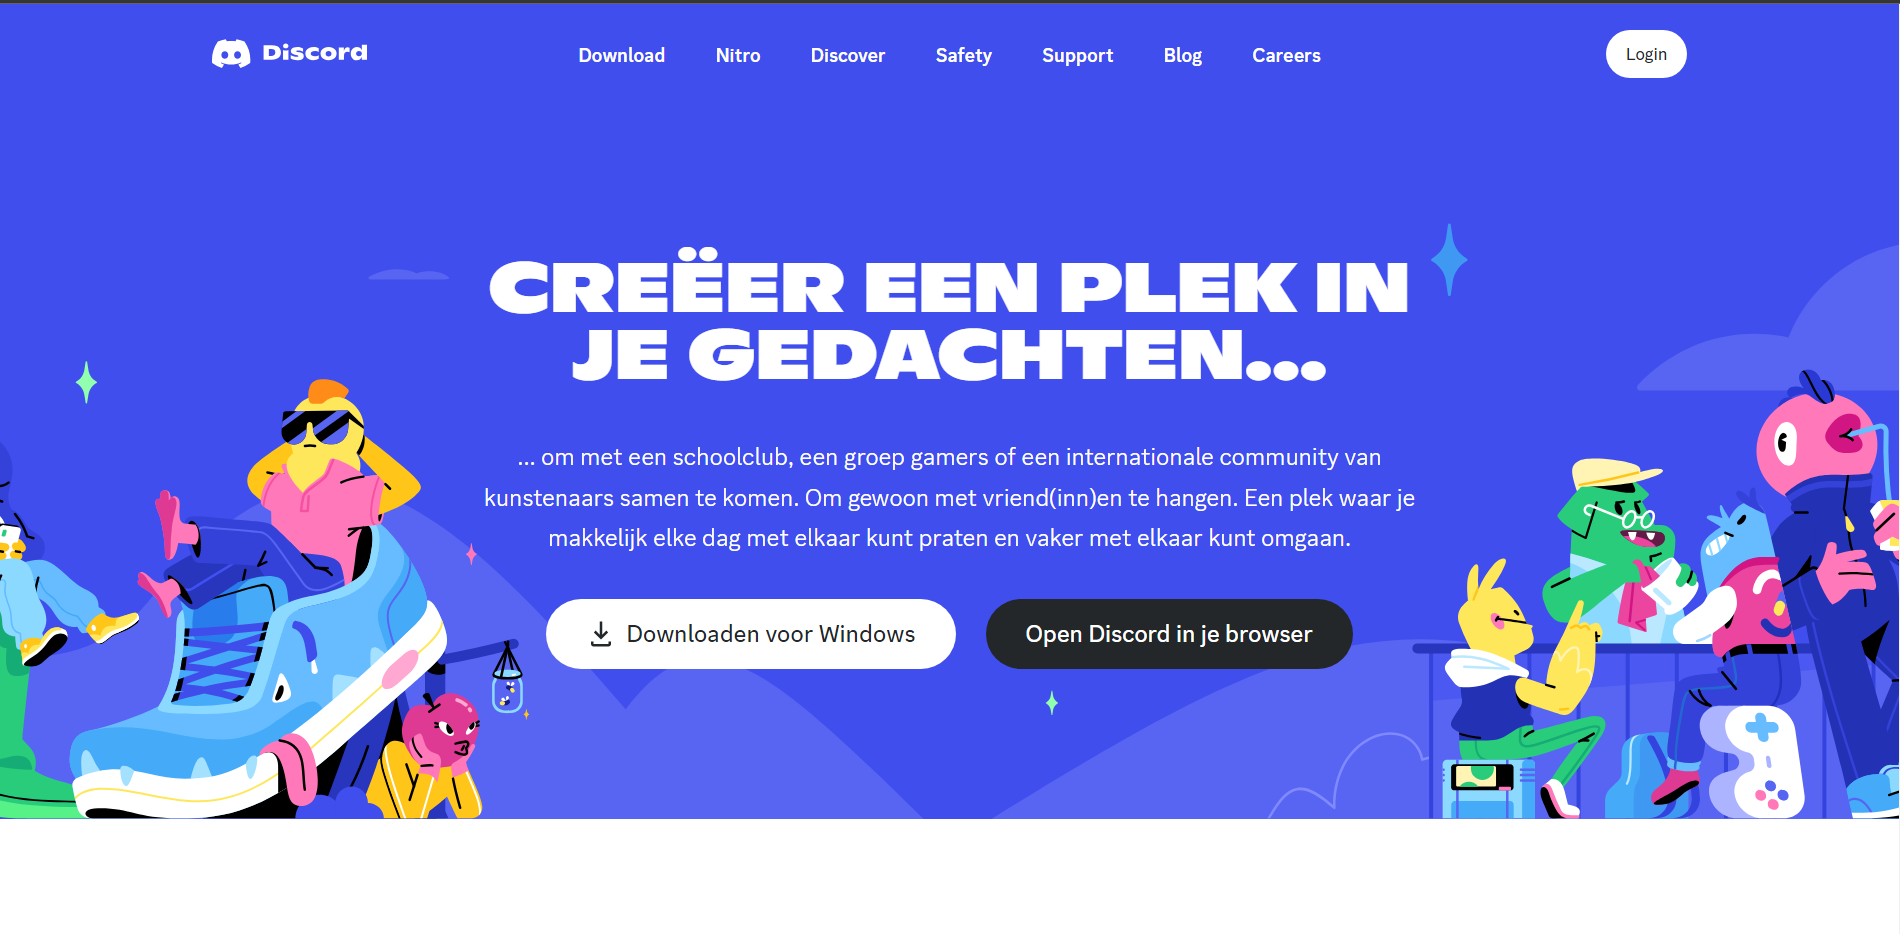 Discord
Download Nitro Discover Safety Support Blog Careers
Login
CREËER EEN PLEK IN
JE GEDACHTEN...
... om met een schoolclub, een groep gamers of een internationale community van
kunstenaars samen te komen. Om gewoon met vriend(inn)en te hangen. Een plek waar je
makkelijk elke dag met elkaar kunt praten en vaker met elkaar kunt omgaan.
Downloaden voor Windows
Open Discord in je browser